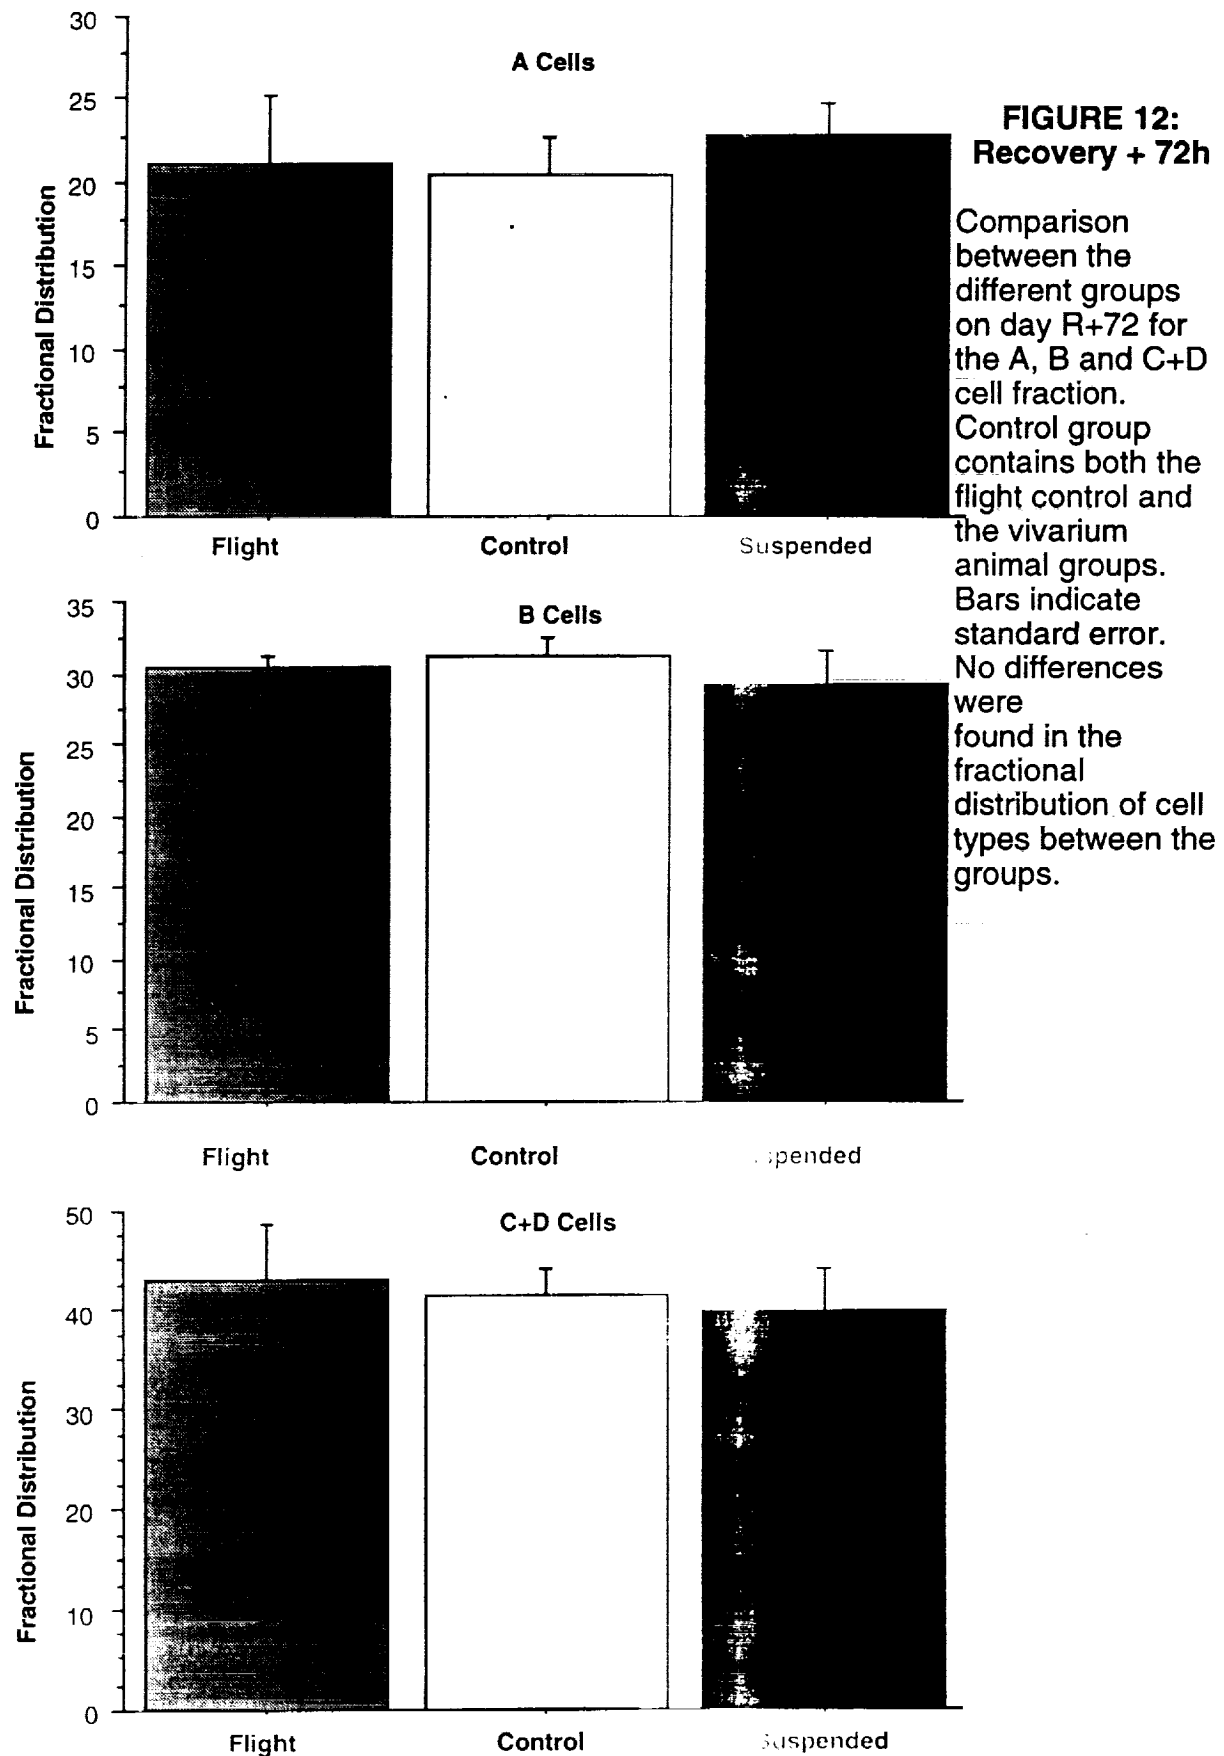 A Cells
30
25
20
15
10
5
0
Fractional Distribution
Flight
Control
Suspended
FIGURE 12:
Recovery + 72h
Comparison
between the
different groups
on day R+72 for
the A, B and C+D
cell fraction.
Control group
contains both the
flight control and
the vivarium
animal groups.
Bars indicate
standard error.
No differences
were
found in the
fractional
distribution of cell
types between the
groups.
B Cells
35
30
25
20
15
10
5
0
Fractional Distribution
Flight
Control
spended
C+D Cells
50
40
30
20
10
0
Fractional Distribution
Flight
Control
Suspended